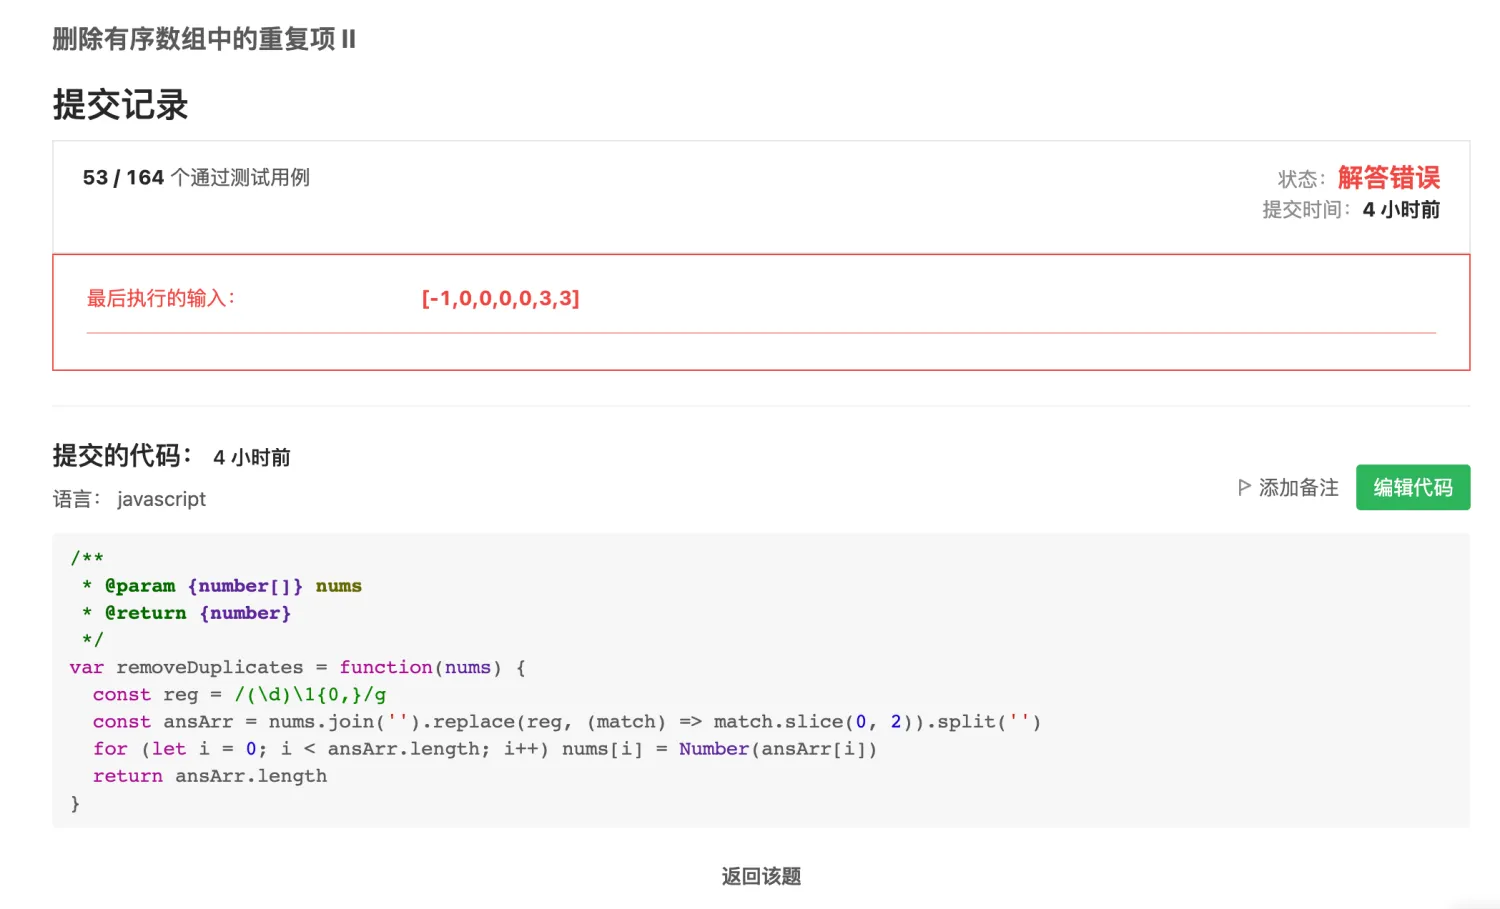 删除有序数组中的重复项 II
提交记录
53 / 164 个通过测试用例
状态：解答错误
提交时间：4 小时前
最后执行的输入：
[-1,0,0,0,0,3,3]
提交的代码： 4 小时前
语言： javascript
添加备注
编辑代码
/**
 * @param {number[]} nums
 * @return {number}
 */
var removeDuplicates = function(nums) {
  const reg = /(\d)\1{0,}/g
  const ansArr = nums.join('').replace(reg, (match) => match.slice(0, 2)).split('')
  for (let i = 0; i < ansArr.length; i++) nums[i] = Number(ansArr[i])
  return ansArr.length
}
返回该题